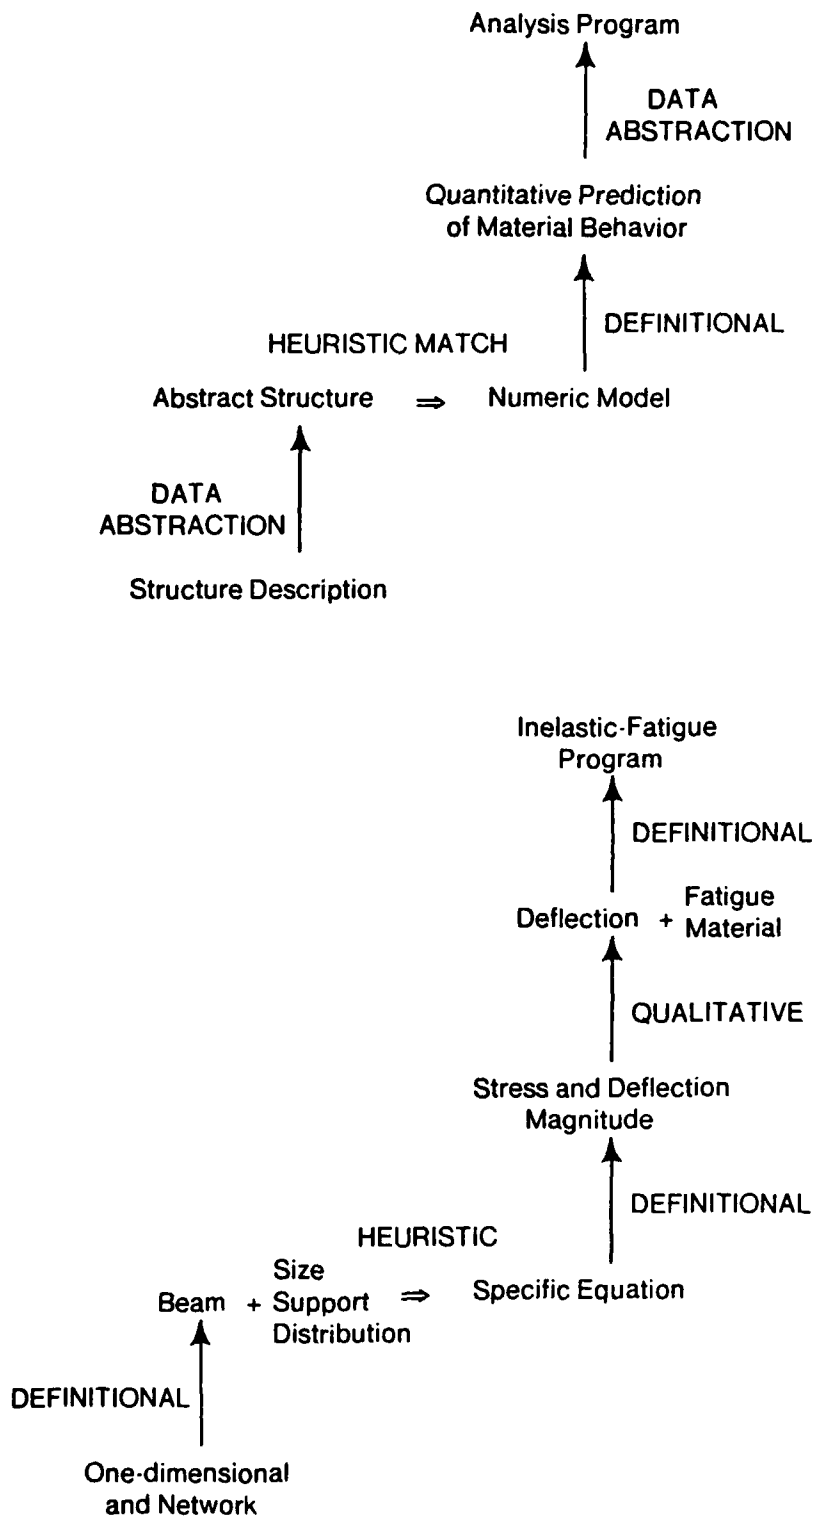 Analysis Program
DATA
ABSTRACTION
Quantitative Prediction
of Material Behavior
DEFINITIONAL
HEURISTIC MATCH
Abstract Structure ⇒ Numeric Model
DATA
ABSTRACTION
Structure Description
Inelastic-Fatigue
Program
DEFINITIONAL
Deflection + Fatigue
Material
QUALITATIVE
Stress and Deflection
Magnitude
DEFINITIONAL
HEURISTIC
Size
Beam + Support ⇒ Specific Equation
Distribution
DEFINITIONAL
One-dimensional
and Network